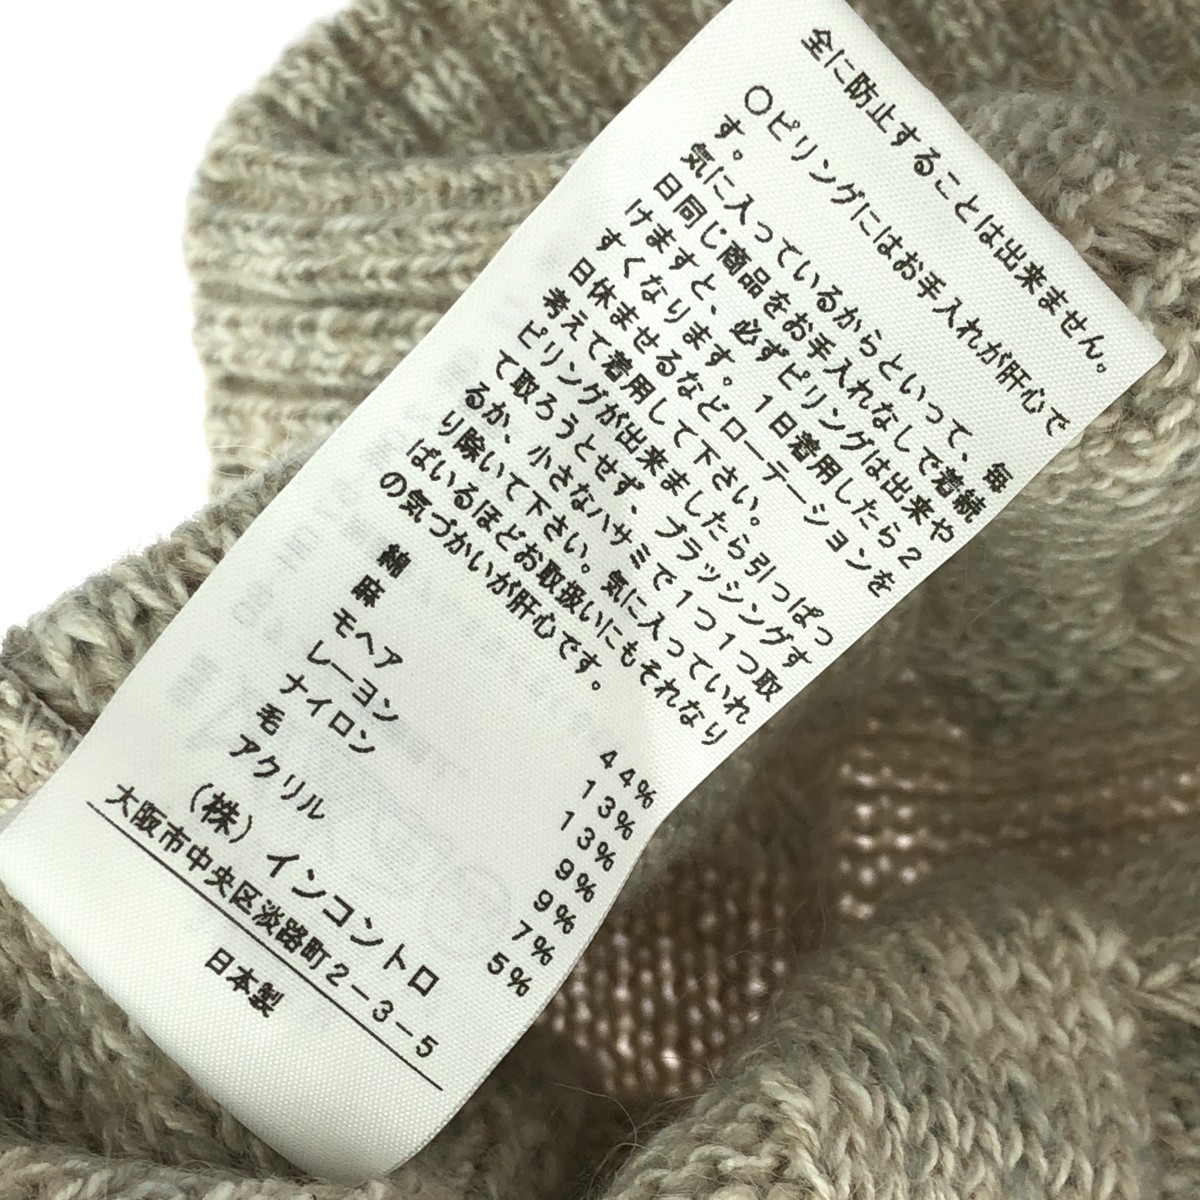 全に防止することは出来ません。
○ピリングにはお手入れが肝心で
す。
気に入っているからといって、毎
日同じ商品をお手入れなしで着続
けますと、必ずピリングは出来や
すくなります。1日着用したら2
日休ませるなどローテーションを
考えて着用して下さい。
ピリングが出来ましたら引っぱっ
て取ろうとせず、ブラッシングす
るか、小さなハサミで1つ1つ取
り除いて下さい。気に入っていれ
ばいるほどお取扱いにもそれなり
の気づかいが肝心です。
綿 44%
麻 13%
モヘア 13%
レーヨン 9%
ナイロン 9%
毛 7%
アクリル 5%
(株)インコントロ
大阪市中央区淡路町2-3-5
日本製